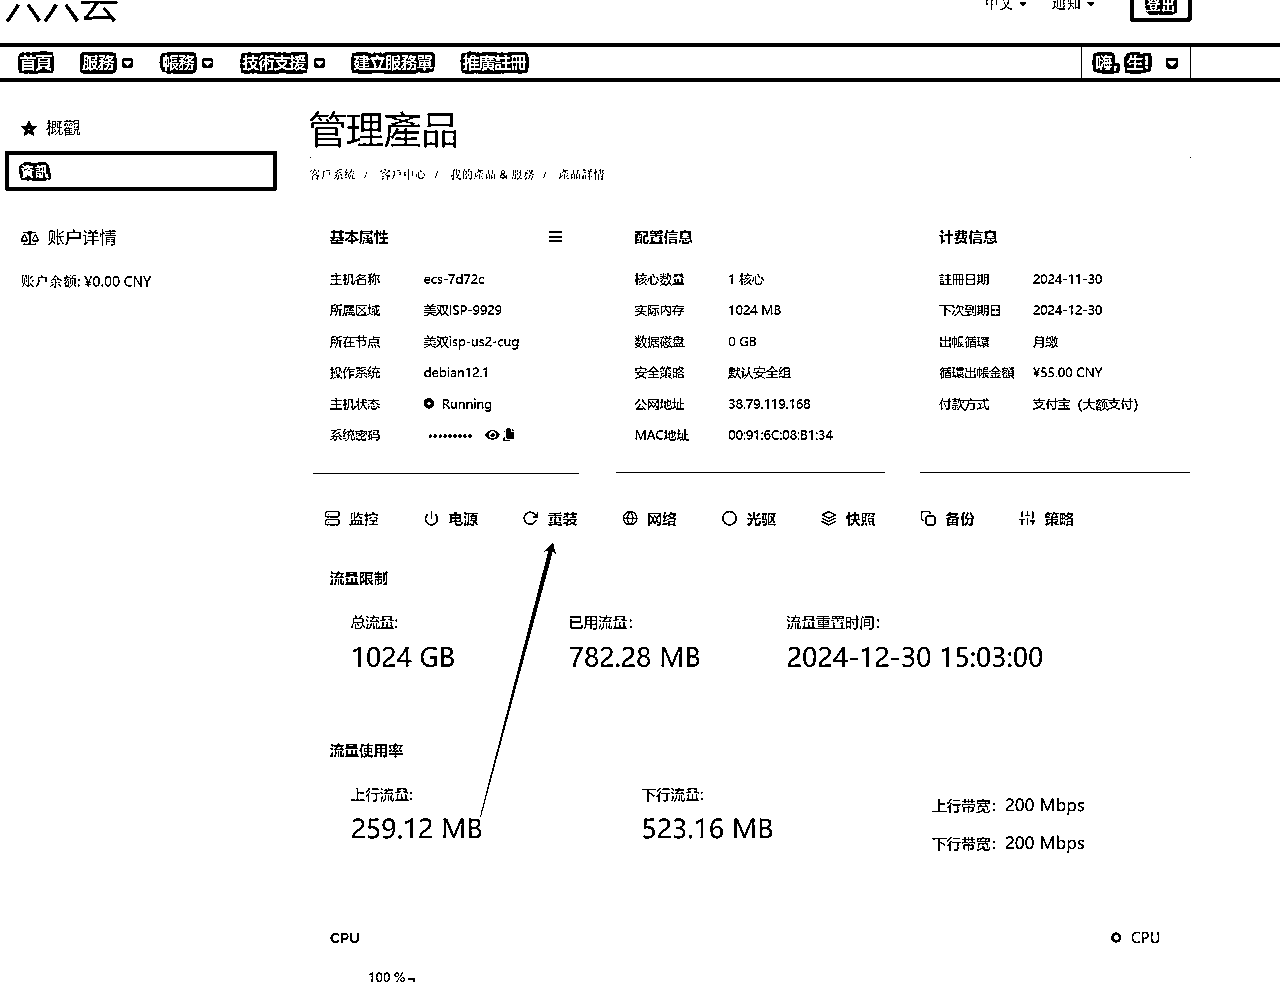 八八云
中文 通知 登出
首頁 服務 帳務 技術支援 建立服務單 推廣註冊 嗨, 生!
概觀
資訊
账户详情
账户余额: ¥0.00 CNY
管理產品
客戶系統 / 客戶中心 / 我的產品 & 服務 / 產品詳情
基本属性
主机名称 ecs-7d72c
所属区域 美双ISP-9929
所在节点 美双isp-us2-cug
操作系统 debian12.1
主机状态 Running
系统密码 •••••••••
配置信息
核心数量 1 核心
实际内存 1024 MB
数据磁盘 0 GB
安全策略 默认安全组
公网地址 38.79.119.168
MAC地址 00:91:6C:08:B1:34
计费信息
註冊日期 2024-11-30
下次到期日 2024-12-30
出帳循環 月缴
循環出帳金額 ¥55.00 CNY
付款方式 支付宝 (大额支付)
监控 电源 重装 网络 光驱 快照 备份 策略
流量限制
总流量: 已用流量: 流量重置时间:
1024 GB 782.28 MB 2024-12-30 15:03:00
流量使用率
上行流量: 下行流量:
259.12 MB 523.16 MB
上行带宽: 200 Mbps
下行带宽: 200 Mbps
CPU CPU
100 %